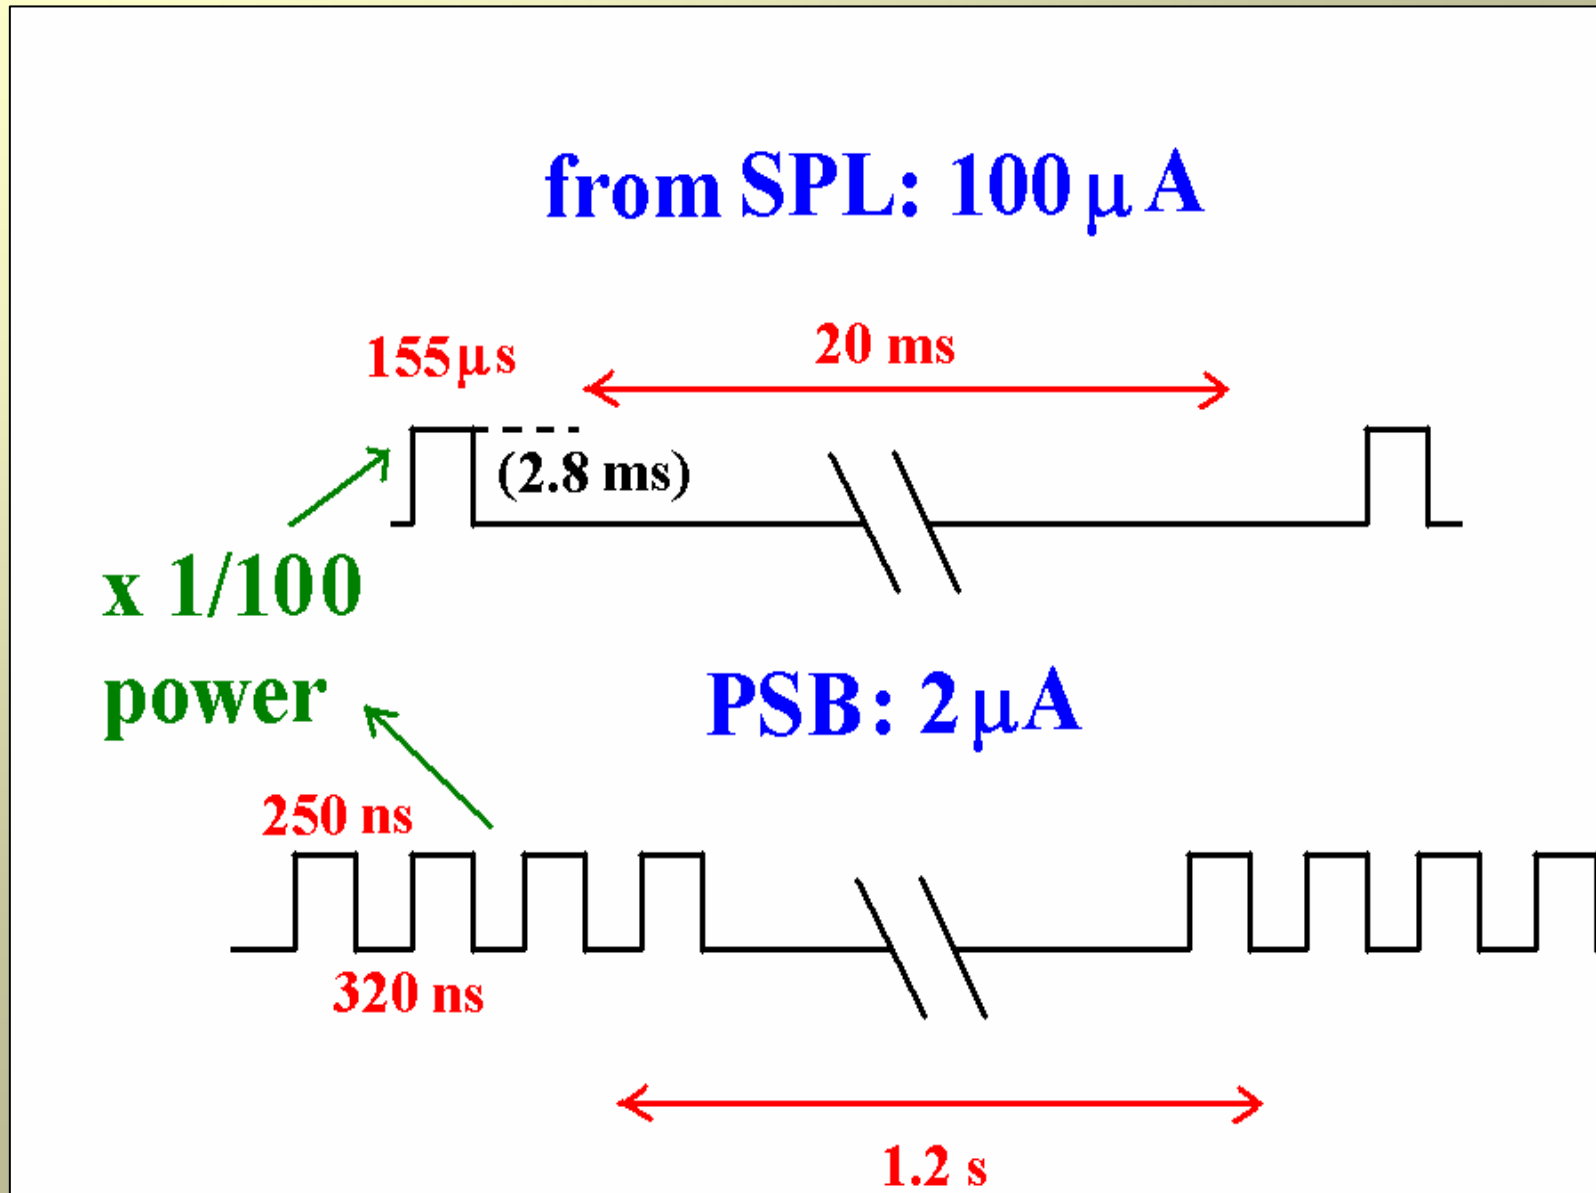 from SPL: 100 μ A
155μs
20 ms
(2.8 ms)
x 1/100
power
PSB: 2μA
250 ns
320 ns
1.2 s